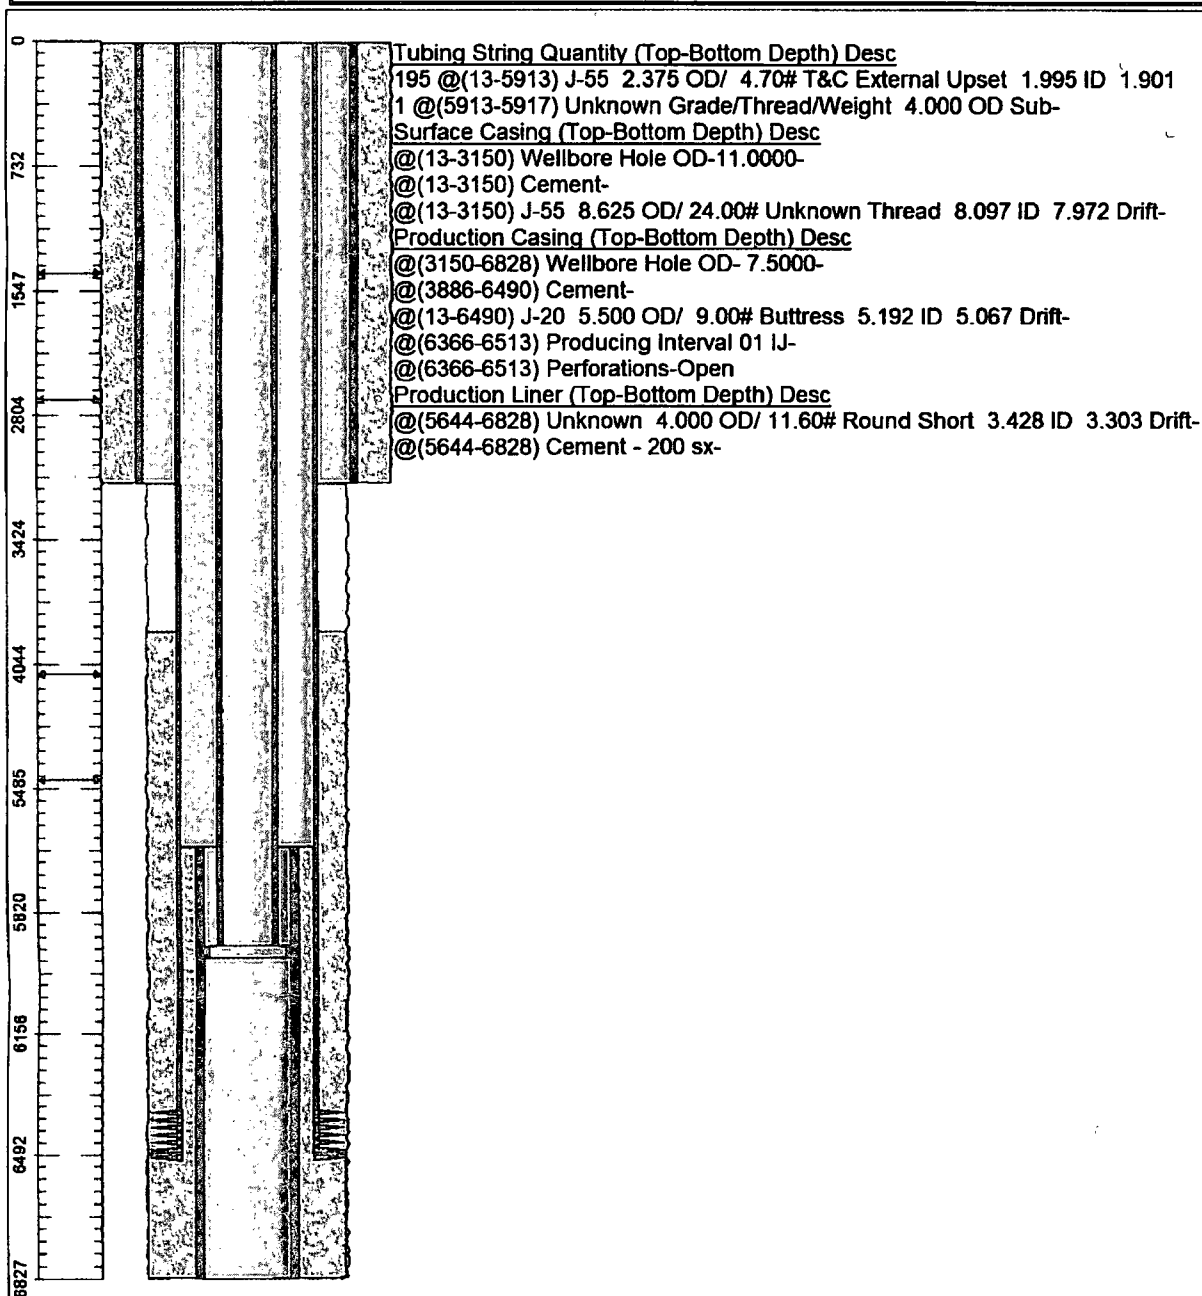 Tubing String Quantity (Top-Bottom Depth) Desc
195 @(13-5913) J-55 2.375 OD/ 4.70# T&C External Upset 1.995 ID 1.901
1 @(5913-5917) Unknown Grade/Thread/Weight 4.000 OD Sub-
Surface Casing (Top-Bottom Depth) Desc
@(13-3150) Wellbore Hole OD-11.0000-
@(13-3150) Cement-
@(13-3150) J-55 8.625 OD/ 24.00# Unknown Thread 8.097 ID 7.972 Drift-
Production Casing (Top-Bottom Depth) Desc
@(3150-6828) Wellbore Hole OD- 7.5000-
@(3886-6490) Cement-
@(13-6490) J-20 5.500 OD/ 9.00# Buttress 5.192 ID 5.067 Drift-
@(6366-6513) Producing Interval 01 IJ-
@(6366-6513) Perforations-Open
Production Liner (Top-Bottom Depth) Desc
@(5644-6828) Unknown 4.000 OD/ 11.60# Round Short 3.428 ID 3.303 Drift-
@(5644-6828) Cement - 200 sx-
0
732
1547
2804
3424
4044
5485
5820
6156
6492
6827